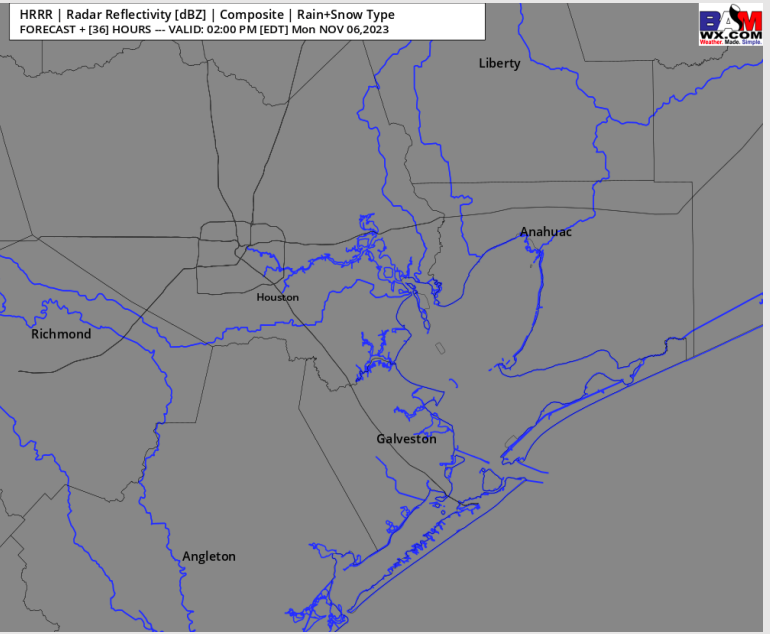 HRRR | Radar Reflectivity [dBZ] | Composite | Rain+Snow Type
FORECAST + [36] HOURS --- VALID: 02:00 PM [EDT] Mon NOV 06,2023
BAM
WX.COM
Weather. Made. Simple.
Liberty
Anahuac
Houston
Richmond
Galveston
Angleton